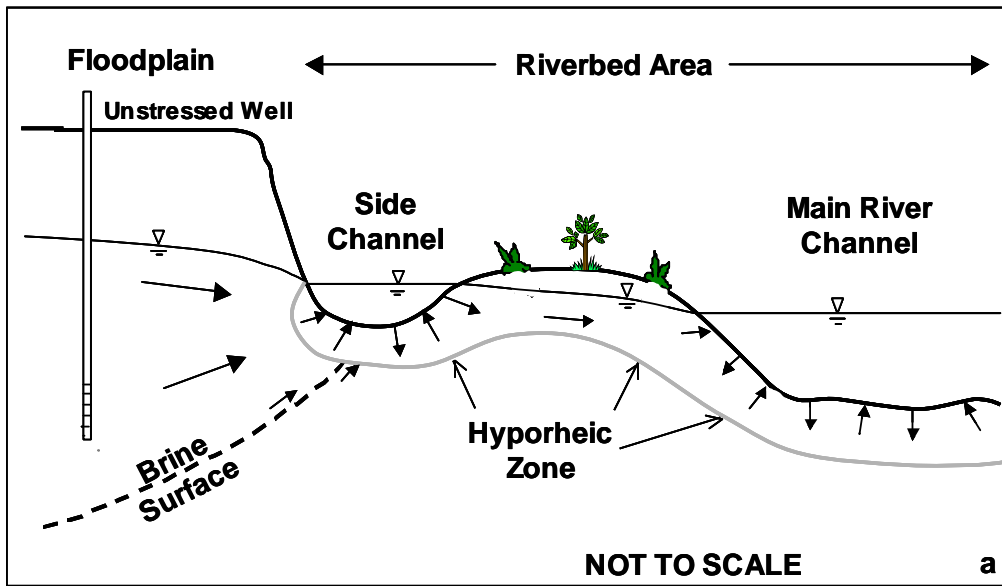 Floodplain
Riverbed Area
Unstressed Well
Side
Channel
Main River
Channel
Hyporheic
Zone
Brine
Surface
NOT TO SCALE
a